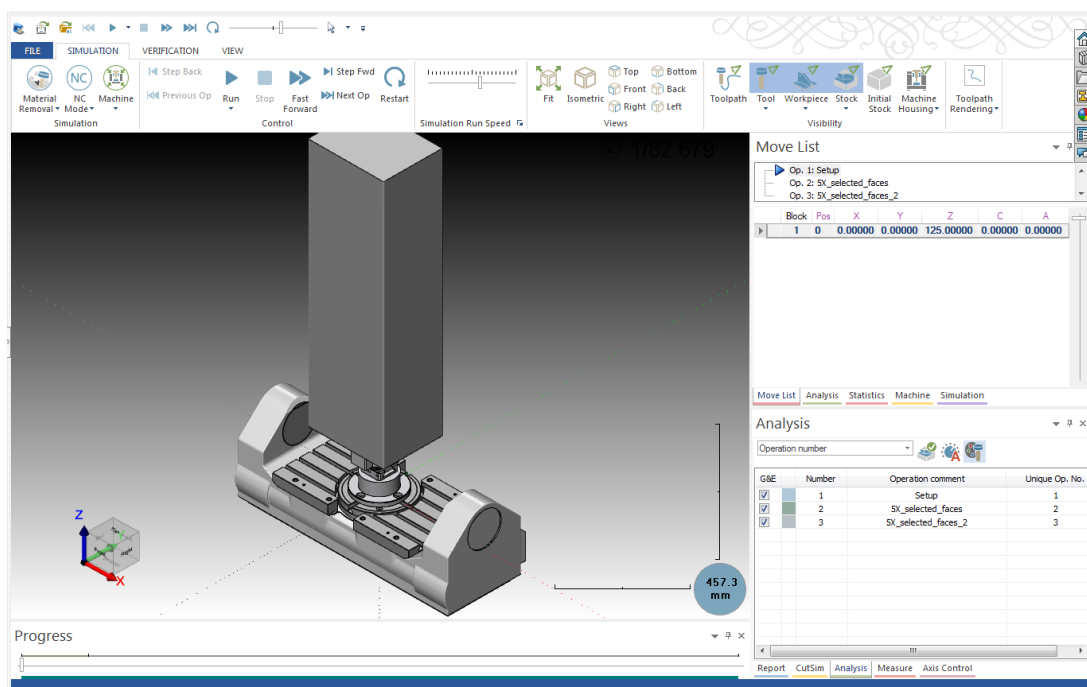 FILE SIMULATION VERIFICATION VIEW
Material Removal NC Mode Machine
Simulation
Step Back Previous Op Run Stop Fast Forward Step Fwd Next Op Restart
Control
Simulation Run Speed
Fit Isometric Top Front Right Bottom Back Left
Views
Toolpath Tool Workpiece Stock Initial Stock Machine Housing
Visibility
Toolpath Rendering
1/82 679
Move List
Op. 1: Setup
Op. 2: 5X_selected_faces
Op. 3: 5X_selected_faces_2
Block Pos X Y Z C A
1 0 0.00000 0.00000 125.00000 0.00000 0.00000
Move List Analysis Statistics Machine Simulation
Analysis
Operation number
G&E Number Operation comment Unique Op. No.
1 Setup 1
2 5X_selected_faces 2
3 5X_selected_faces_2 3
Report CutSim Analysis Measure Axis Control
Z
X
457.3
mm
Progress